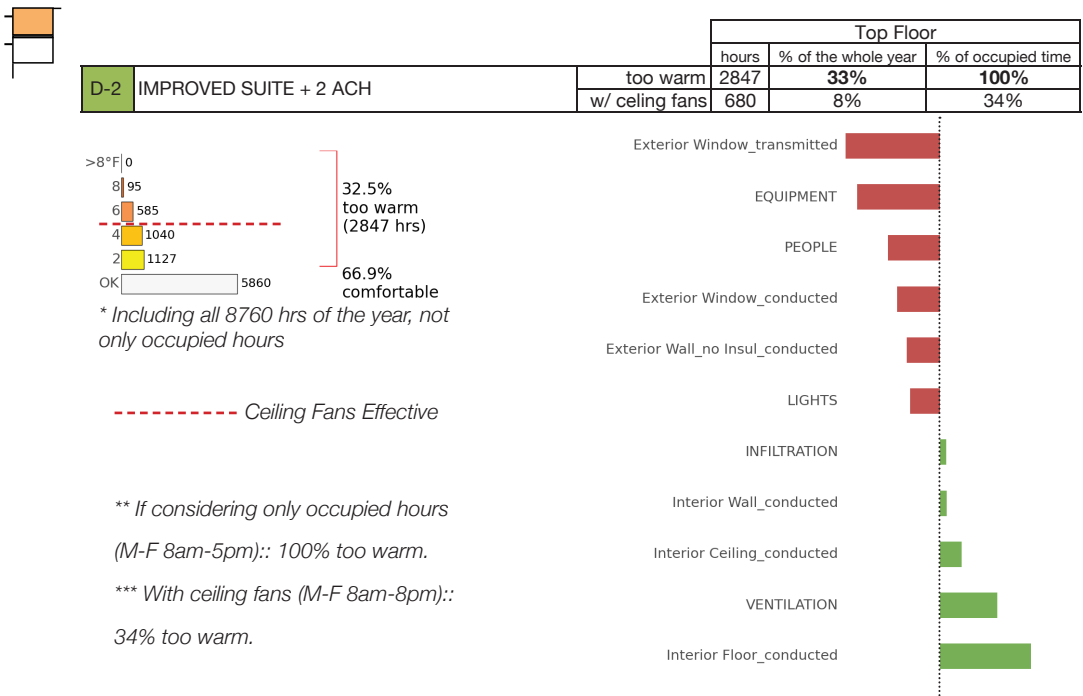 Top Floor
hours % of the whole year % of occupied time
D-2 IMPROVED SUITE + 2 ACH too warm 2847 33% 100%
w/ celing fans 680 8% 34%
>8°F 0
8 95
6 585
4 1040
2 1127
OK 5860
32.5%
too warm
(2847 hrs)
66.9%
comfortable
* Including all 8760 hrs of the year, not
only occupied hours
Ceiling Fans Effective
** If considering only occupied hours
(M-F 8am-5pm):: 100% too warm.
*** With ceiling fans (M-F 8am-8pm)::
34% too warm.
Exterior Window_transmitted
EQUIPMENT
PEOPLE
Exterior Window_conducted
Exterior Wall_no Insul_conducted
LIGHTS
INFILTRATION
Interior Wall_conducted
Interior Ceiling_conducted
VENTILATION
Interior Floor_conducted